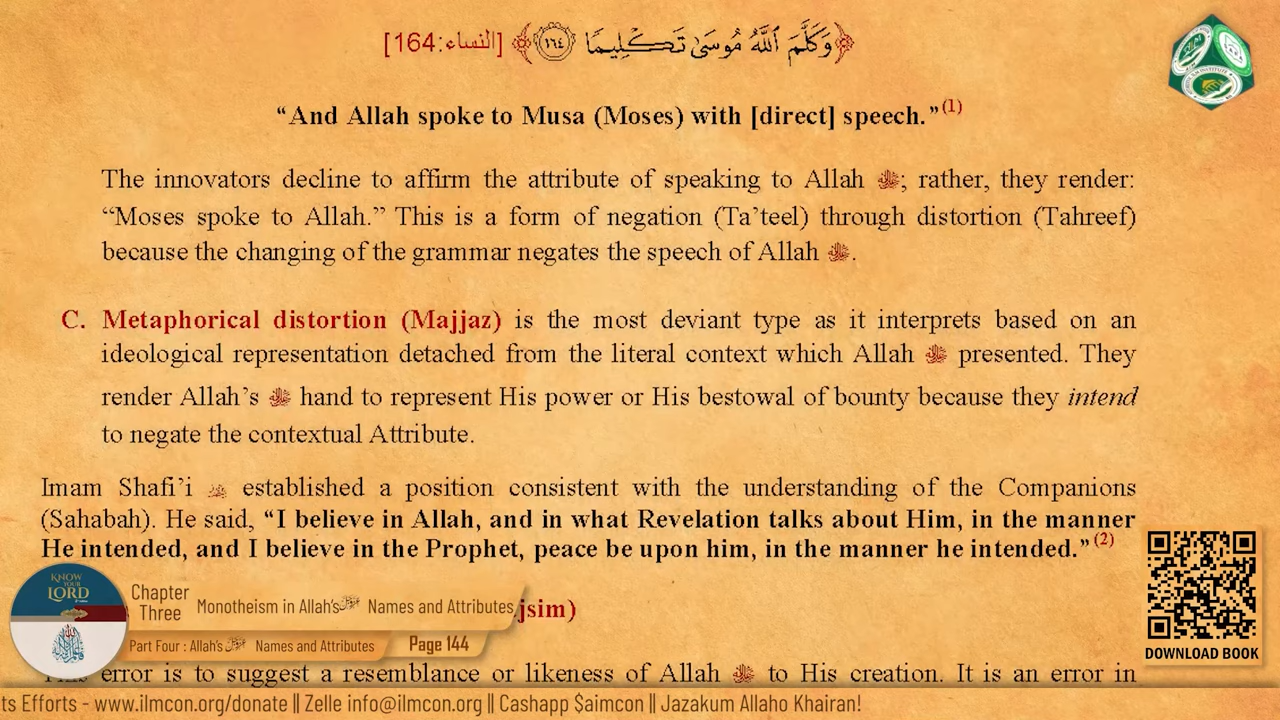 ﴿وَكَلَّمَ ٱللَّهُ مُوسَىٰ تَكْلِيمًا ١٦٤﴾ [النساء:164]
“And Allah spoke to Musa (Moses) with [direct] speech.”(1)
The innovators decline to affirm the attribute of speaking to Allah ﷻ; rather, they render:
“Moses spoke to Allah.” This is a form of negation (Ta’teel) through distortion (Tahreef)
because the changing of the grammar negates the speech of Allah ﷻ.
C. Metaphorical distortion (Majjaz) is the most deviant type as it interprets based on an
ideological representation detached from the literal context which Allah ﷻ presented. They
render Allah’s ﷻ hand to represent His power or His bestowal of bounty because they intend
to negate the contextual Attribute.
Imam Shafi’i established a position consistent with the understanding of the Companions
(Sahabah). He said, “I believe in Allah, and in what Revelation talks about Him, in the manner
He intended, and I believe in the Prophet, peace be upon him, in the manner he intended.”(2)
jsim)
error is to suggest a resemblance or likeness of Allah ﷻ to His creation. It is an error in
KNOW
YOUR
LORD
Chapter
Three
Monotheism in Allah’s ﷻ Names and Attributes
Part Four : Allah’s ﷻ Names and Attributes
Page 144
DOWNLOAD BOOK
ts Efforts - www.ilmcon.org/donate || Zelle info@ilmcon.org || Cashapp $aimcon || Jazakum Allaho Khairan!